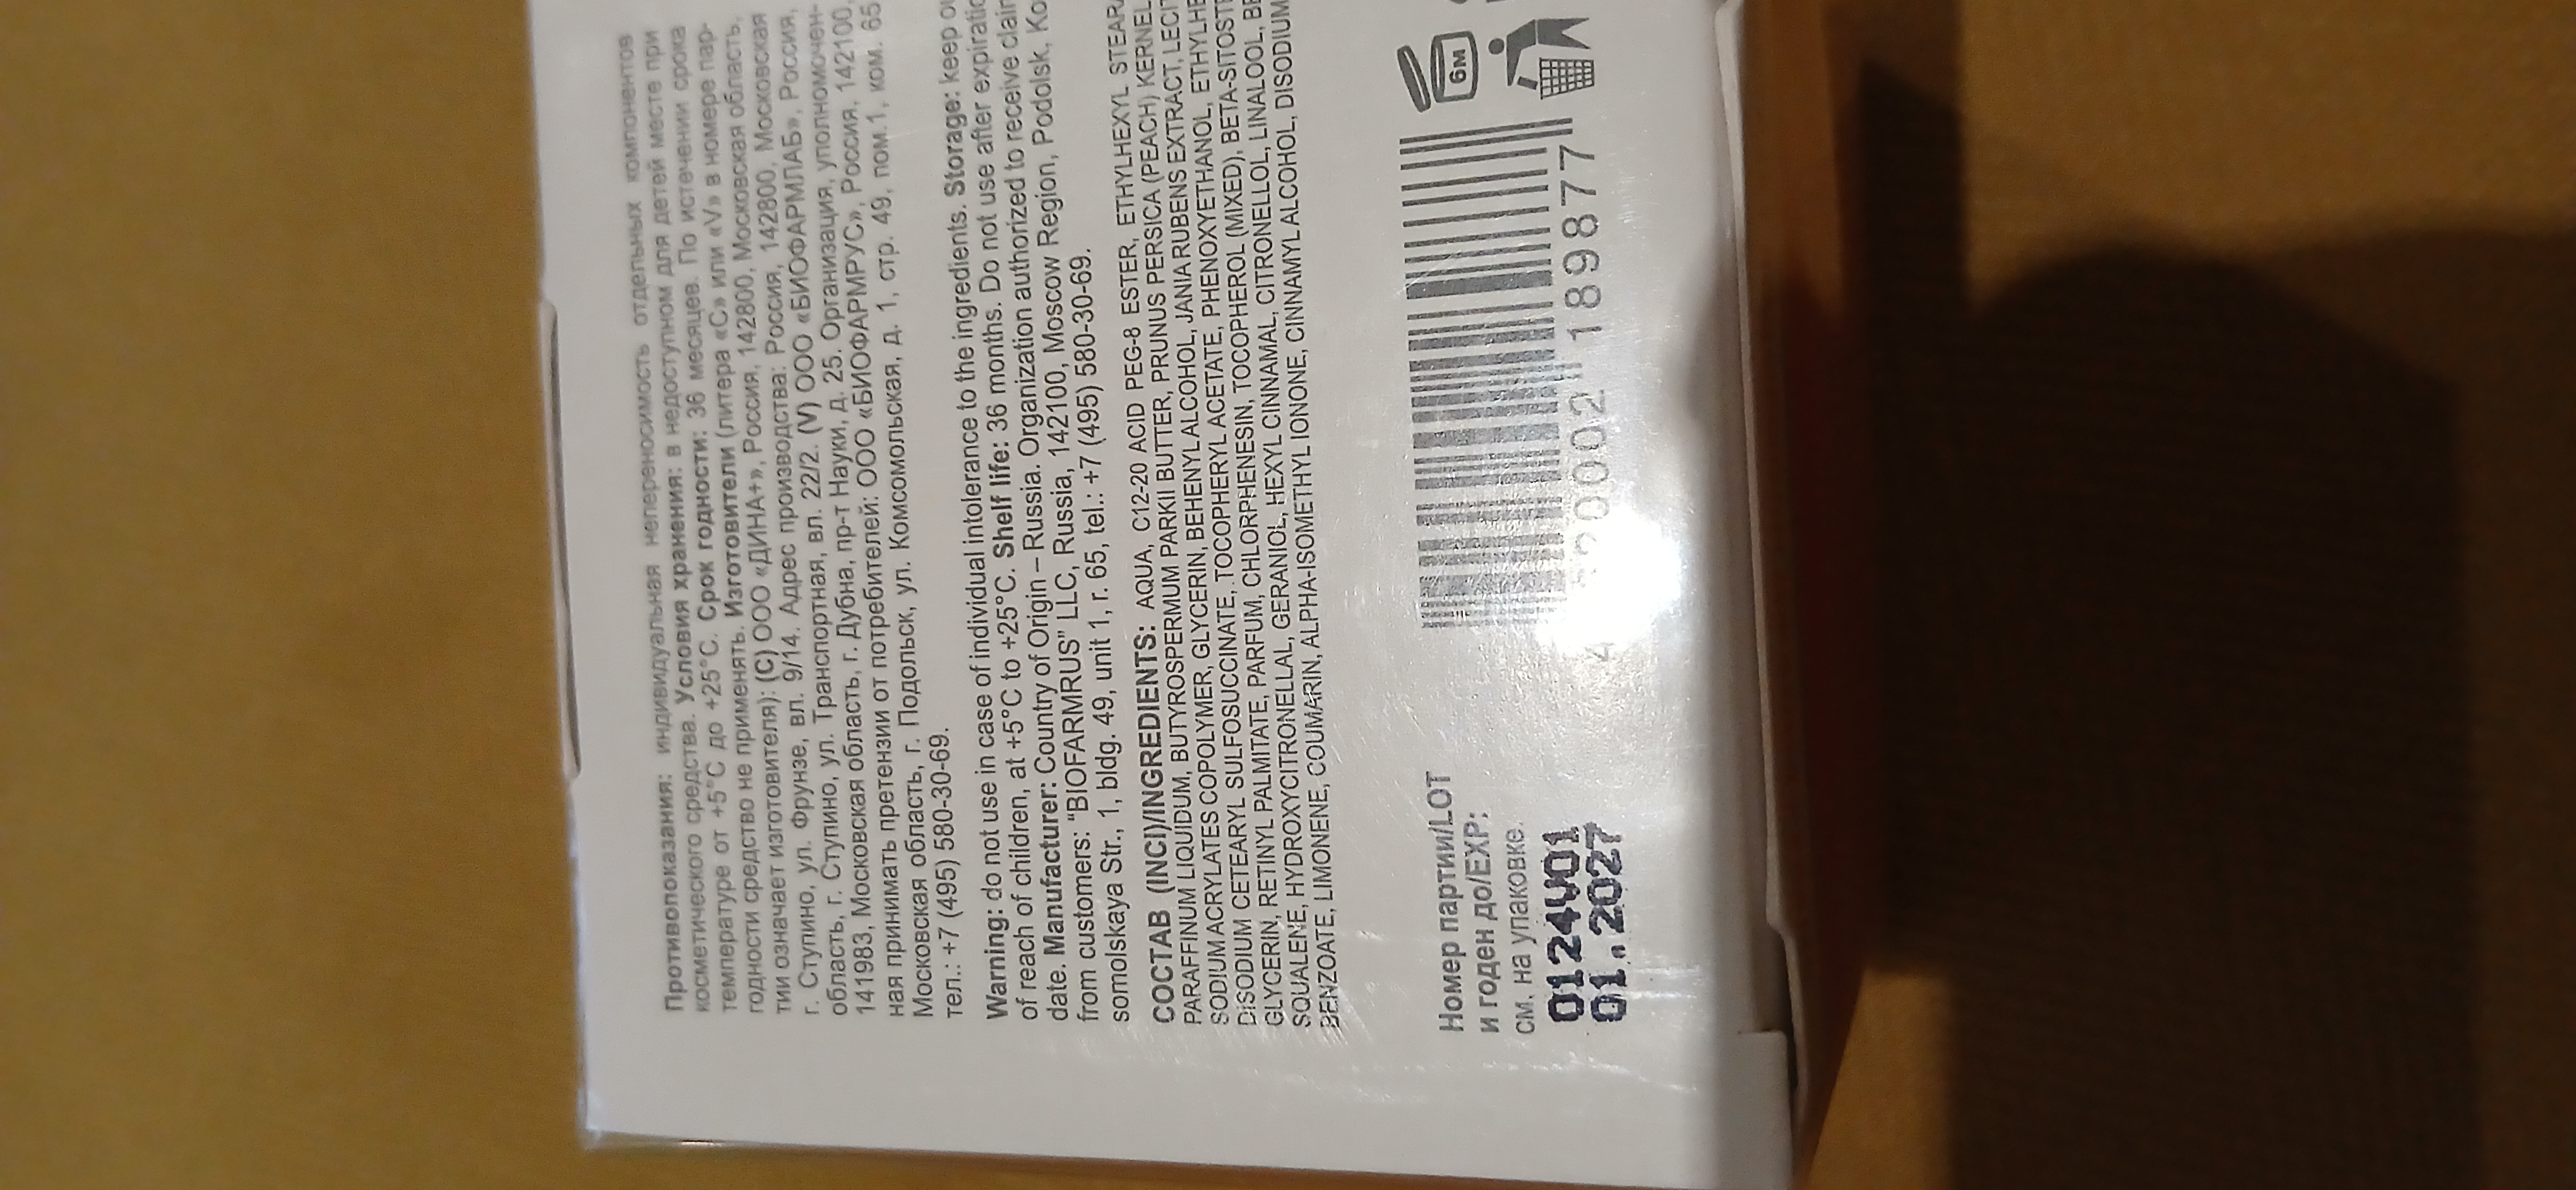 Противопоказания: индивидуальная непереносимость отдельных компонентов
косметического средства. Условия хранения: в недоступном для детей месте при
температуре от +5°С до +25°С. Срок годности: 36 месяцев. По истечении срока
годности средство не применять. Изготовители (литера «С» или «V» в номере пар-
тии означает изготовителя): (С) ООО «ДИНА+», Россия, 142800, Московская область,
г. Ступино, ул. Фрунзе, вл. 9/14. Адрес производства: Россия, 142800, Московская
область, г. Ступино, ул. Транспортная, вл. 22/2. (V) ООО «БИОФАРМЛАБ», Россия,
141983, Московская область, г. Дубна, пр-т Науки, д. 25. Организация, уполномочен-
ная принимать претензии от потребителей: ООО «БИОФАРМРУС», Россия, 142100,
Московская область, г. Подольск, ул. Комсомольская, д. 1, стр. 49, пом.1, ком. 65
тел.: +7 (495) 580-30-69.
Warning: do not use in case of individual intolerance to the ingredients. Storage: keep
of reach of children, at +5°C to +25°C. Shelf life: 36 months. Do not use after
date. Manufacturer: Country of Origin – Russia. Organization authorized to receive
from customers: “BIOFARMRUS” LLC, Russia, 142100, Moscow Region, Podolsk,
somolskaya Str., 1, bldg. 49, unit 1, r. 65, tel.: +7 (495) 580-30-69.
СОСТАВ (INCI)/INGREDIENTS: AQUA, C12-20 ACID PEG-8 ESTER, ETHYLHEXYL
PARAFFINUM LIQUIDUM, BUTYROSPERMUM PARKII BUTTER, PRUNUS PERSICA (PEACH) KERNEL
SODIUM ACRYLATES COPOLYMER, GLYCERIN, BEHENYL ALCOHOL, JANIA RUBENS EXTRACT,
DISODIUM CETEARYL SULFOSUCCINATE, TOCOPHERYL ACETATE, PHENOXYETHANOL,
GLYCERIN, RETINYL PALMITATE, PARFUM, CHLORPHENESIN, TOCOPHEROL (MIXED),
SQUALENE, HYDROXYCITRONELLAL, GERANIOL, HEXYL CINNAMAL, CITRONELLOL, LINALOOL,
BENZOATE, LIMONENE, COUMARIN, ALPHA-ISOMETHYL IONONE, CINNAMYL ALCOHOL, DISODIUM
Номер партии/LOT
и годен до/EXP:
см. на упаковке.
0124V01
01.2027
189877
6М